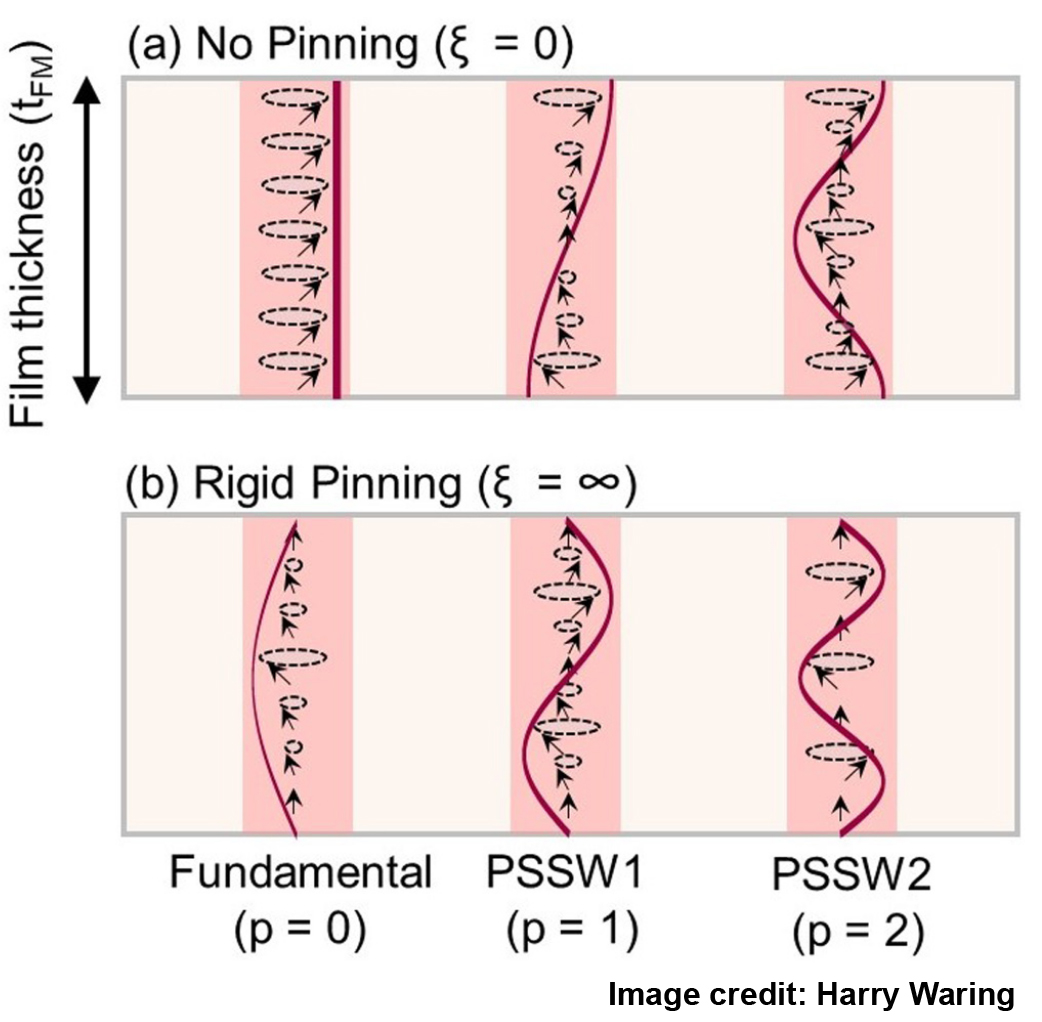 (a) No Pinning (ξ = 0)
Film thickness (tFM)
(b) Rigid Pinning (ξ = ∞)
Fundamental
(p = 0)
PSSW1
(p = 1)
PSSW2
(p = 2)
Image credit: Harry Waring